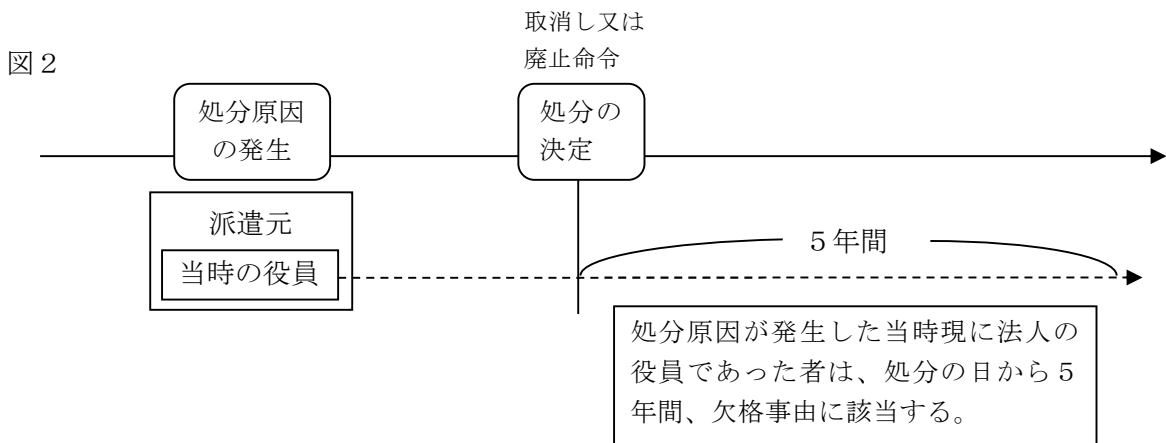 図２
取消し又は
廃止命令
処分原因
の発生
処分の
決定
派遣元
当時の役員
５年間
処分原因が発生した当時現に法人の
役員であった者は、処分の日から５
年間、欠格事由に該当する。